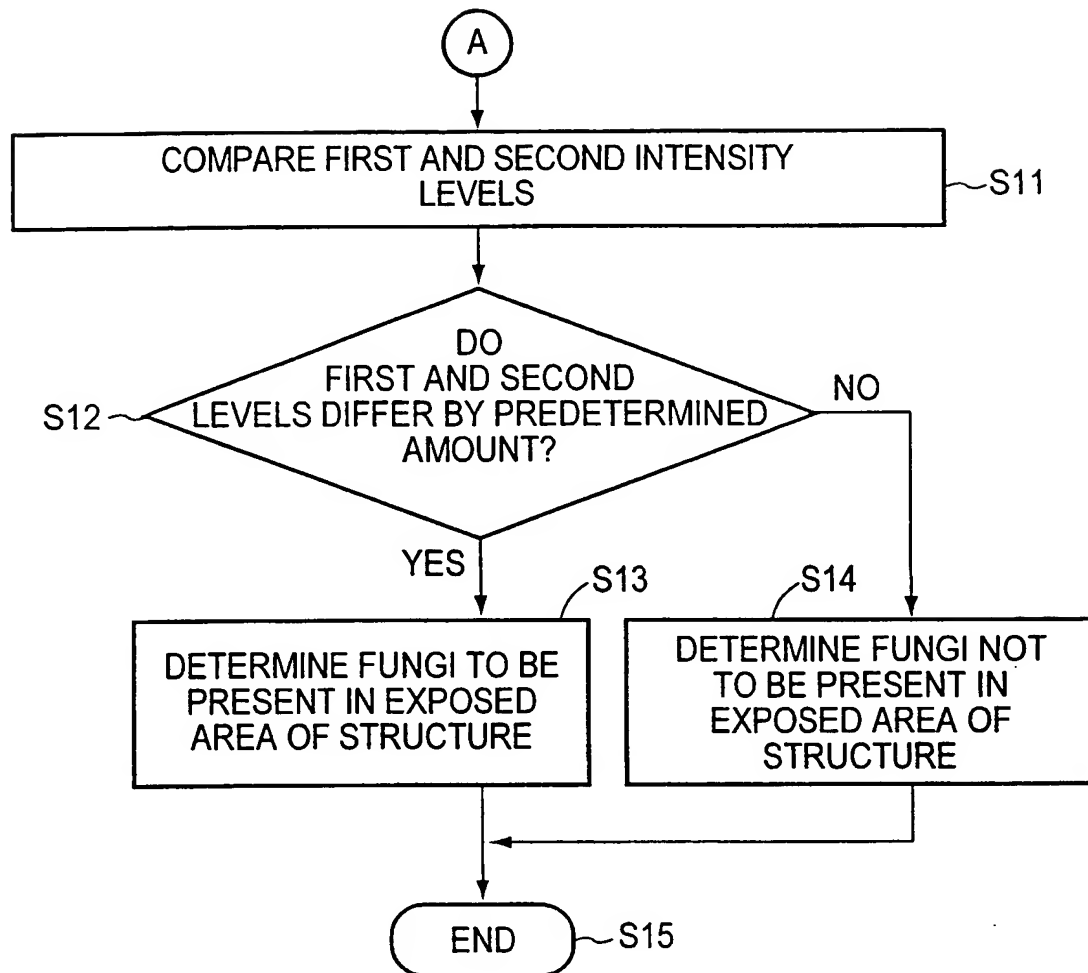 A
COMPARE FIRST AND SECOND INTENSITY
LEVELS
S11
DO
FIRST AND SECOND
LEVELS DIFFER BY PREDETERMINED
AMOUNT?
S12
NO
YES
S13
DETERMINE FUNGI TO BE
PRESENT IN EXPOSED
AREA OF STRUCTURE
S14
DETERMINE FUNGI NOT
TO BE PRESENT IN
EXPOSED AREA OF
STRUCTURE
END
S15